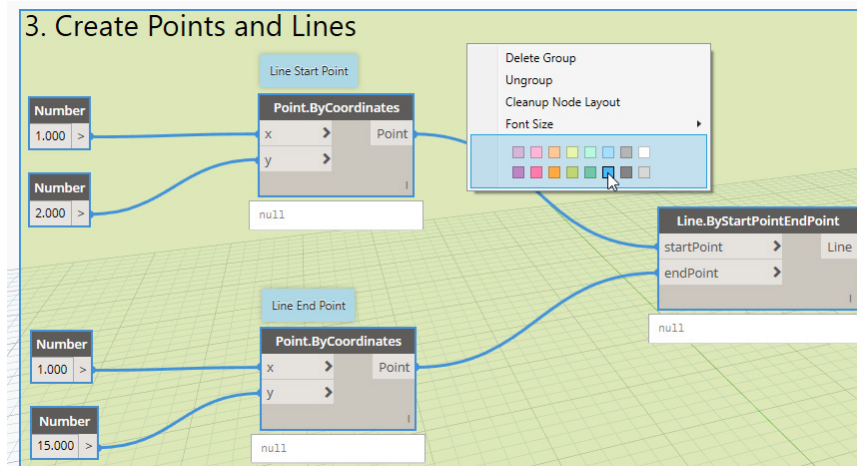 3. Create Points and Lines
Line Start Point
Number
1.000 >
Point.ByCoordinates
x > Point
y >
l
Number
2.000 >
null
Delete Group
Ungroup
Cleanup Node Layout
Font Size
Line.ByStartPointEndPoint
startPoint > Line
endPoint >
l
null
Line End Point
Number
1.000 >
Point.ByCoordinates
x > Point
y >
l
Number
15.000 >
null